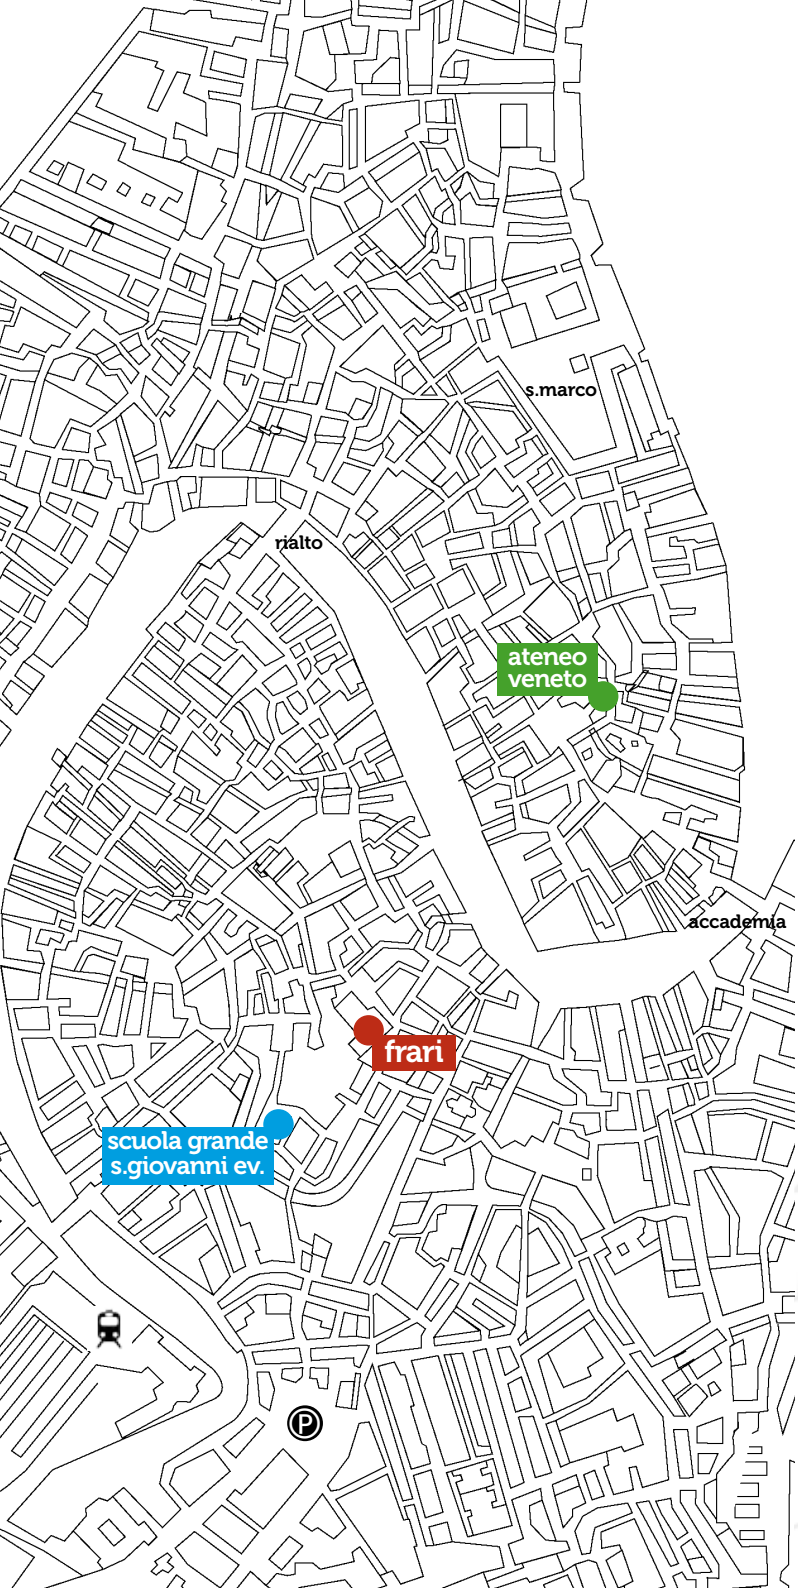 s.marco
rialto
ateneo
veneto
accademia
frari
scuola grande
s.giovanni ev.
P